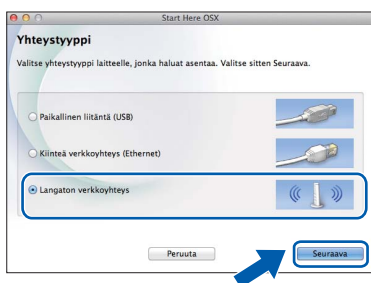 Start Here OSX
Yhteystyyppi
Valitse yhteystyyppi laitteelle, jonka haluat asentaa. Valitse sitten Seuraava.
Paikallinen liitäntä (USB)
Kiinteä verkkoyhteys (Ethernet)
Langaton verkkoyhteys
Peruuta
Seuraava